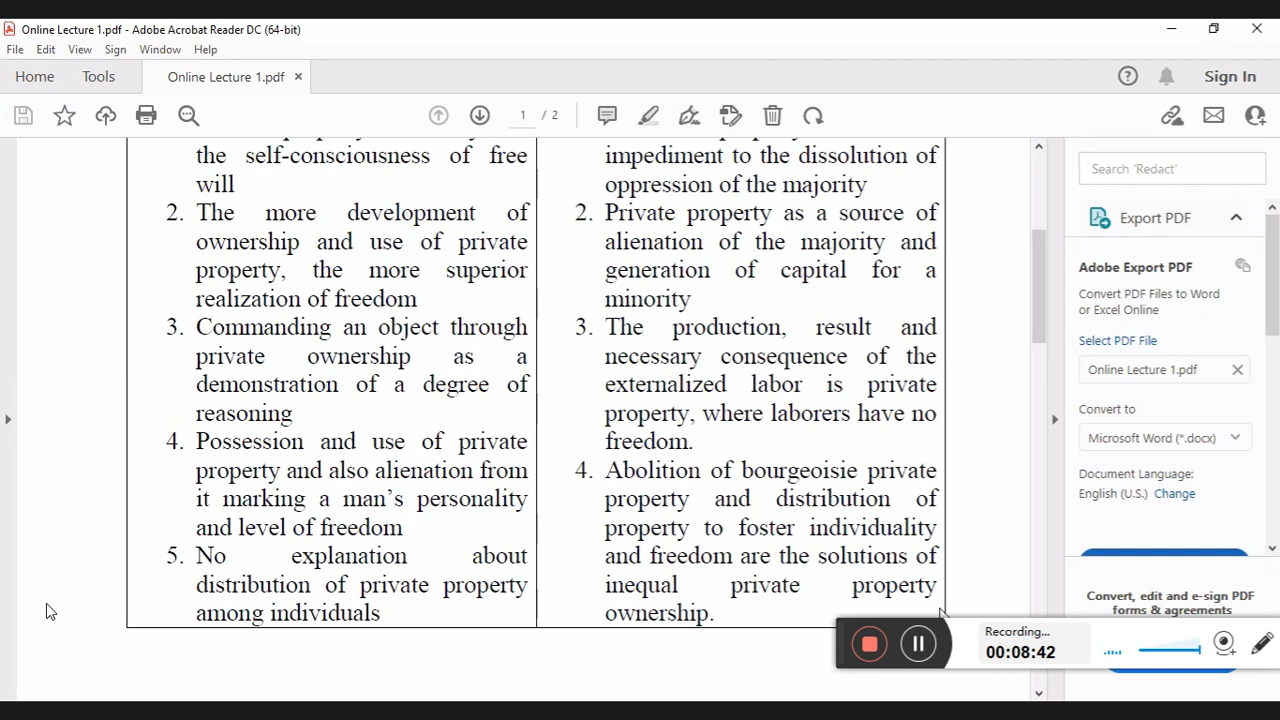 Online Lecture 1.pdf - Adobe Acrobat Reader DC (64-bit)
File Edit View Sign Window Help
Home Tools Online Lecture 1.pdf × Sign In
1 / 2
the self-consciousness of free
will
2. The more development of
ownership and use of private
property, the more superior
realization of freedom
3. Commanding an object through
private ownership as a
demonstration of a degree of
reasoning
4. Possession and use of private
property and also alienation from
it marking a man's personality
and level of freedom
5. No explanation about
distribution of private property
among individuals
impediment to the dissolution of
oppression of the majority
2. Private property as a source of
alienation of the majority and
generation of capital for a
minority
3. The production, result and
necessary consequence of the
externalized labor is private
property, where laborers have no
freedom.
4. Abolition of bourgeoisie private
property and distribution of
property to foster individuality
and freedom are the solutions of
inequal private property
ownership.
Search 'Redact'
Export PDF
Adobe Export PDF
Convert PDF Files to Word
or Excel Online
Select PDF File
Online Lecture 1.pdf
Convert to
Microsoft Word (*.docx)
Document Language:
English (U.S.) Change
Convert, edit and e-sign PDF
forms & agreements
Recording...
00:08:42